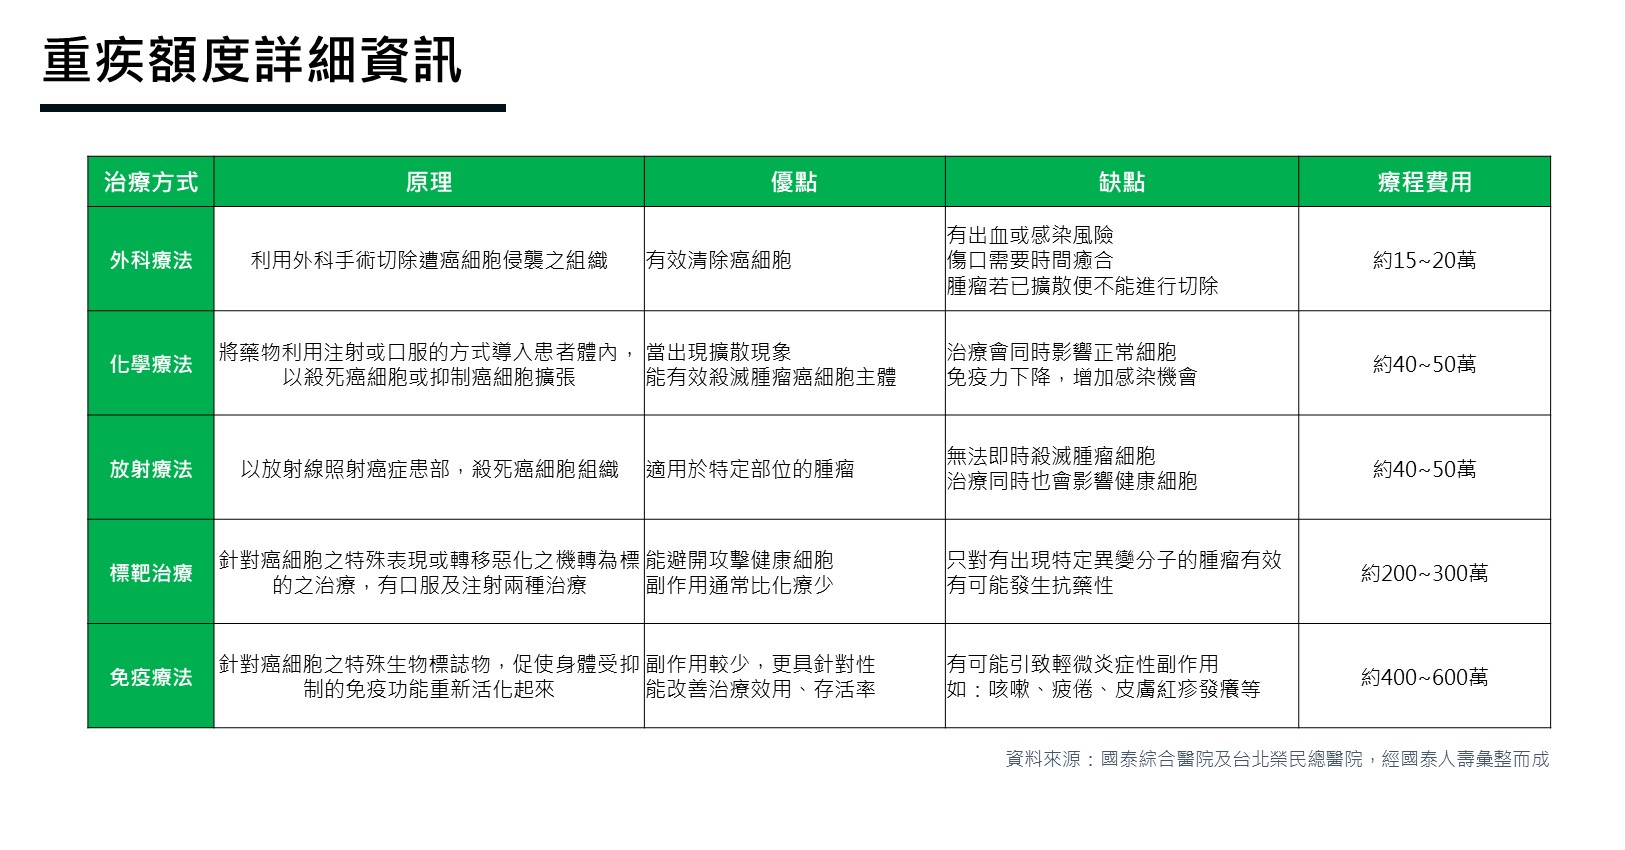 重疾額度詳細資訊
治療方式 原理 優點 缺點 療程費用
外科療法 利用外科手術切除遭癌細胞侵襲之組織 有效清除癌細胞
有出血或感染風險
傷口需要時間癒合
腫瘤若已擴散便不能進行切除
約15~20萬
化學療法
將藥物利用注射或口服的方式導入患者體內，
以殺死癌細胞或抑制癌細胞擴張
當出現擴散現象
能有效殺滅腫瘤癌細胞主體
治療會同時影響正常細胞
免疫力下降，增加感染機會
約40~50萬
放射療法
以放射線照射癌症患部，殺死癌細胞組織
適用於特定部位的腫瘤
無法即時殺滅腫瘤細胞
治療同時也會影響健康細胞
約40~50萬
標靶治療
針對癌細胞之特殊表現或轉移惡化之機轉為標
的之治療，有口服及注射兩種治療
能避開攻擊健康細胞
副作用通常比化療少
只對有出現特定異變分子的腫瘤有效
有可能發生抗藥性
約200~300萬
免疫療法
針對癌細胞之特殊生物標誌物，促使身體受抑
制的免疫功能重新活化起來
副作用較少，更具針對性
能改善治療效用、存活率
有可能引致輕微炎症性副作用
如：咳嗽、疲倦、皮膚紅疹發癢等
約400~600萬
資料來源：國泰綜合醫院及台北榮民總醫院，經國泰人壽彙整而成